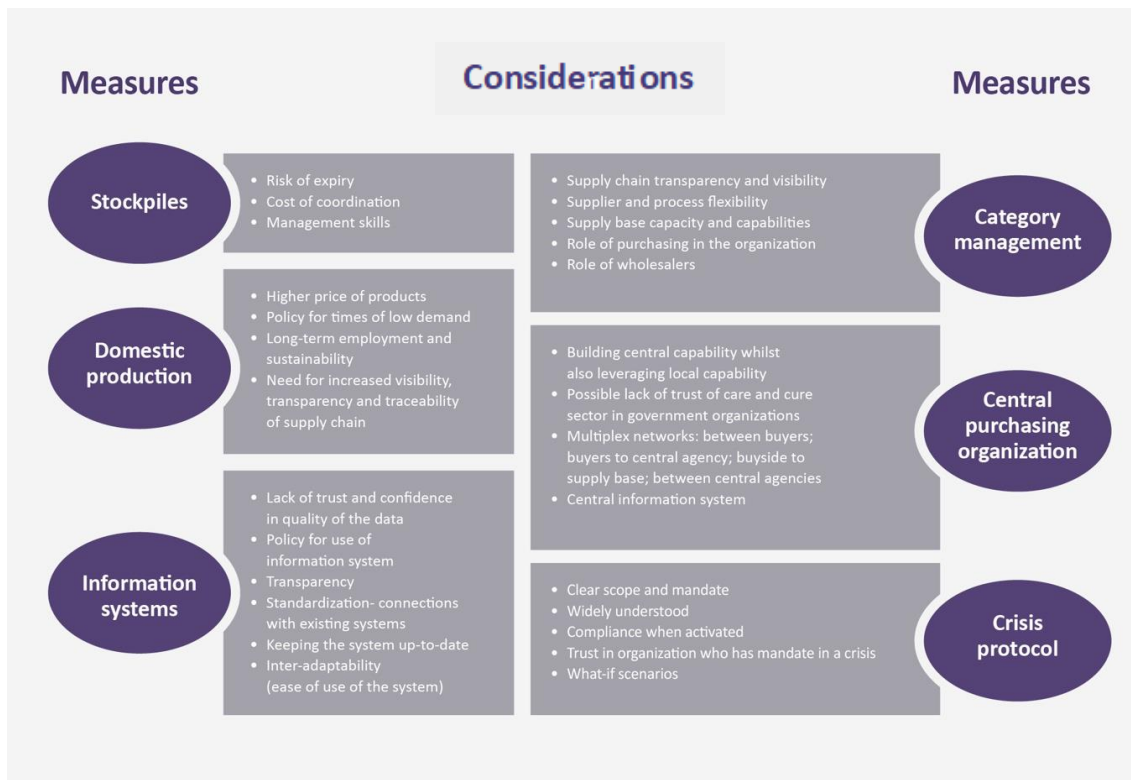 Measures
Considerations
Measures
Stockpiles
• Risk of expiry
• Cost of coordination
• Management skills
Domestic
production
• Higher price of products
• Policy for times of low demand
• Long-term employment and
sustainability
• Need for increased visibility,
transparency and traceability
of supply chain
Information
systems
• Lack of trust and confidence
in quality of the data
• Policy for use of
information system
• Transparency
• Standardization- connections
with existing systems
• Keeping the system up-to-date
• Inter-adaptability
(ease of use of the system)
• Supply chain transparency and visibility
• Supplier and process flexibility
• Supply base capacity and capabilities
• Role of purchasing in the organization
• Role of wholesalers
Category
management
• Building central capability whilst
also leveraging local capability
• Possible lack of trust of care and cure
sector in government organizations
• Multiplex networks: between buyers;
buyers to central agency; buyside to
supply base; between central agencies
• Central information system
Central
purchasing
organization
• Clear scope and mandate
• Widely understood
• Compliance when activated
• Trust in organization who has mandate in a crisis
• What-if scenarios
Crisis
protocol